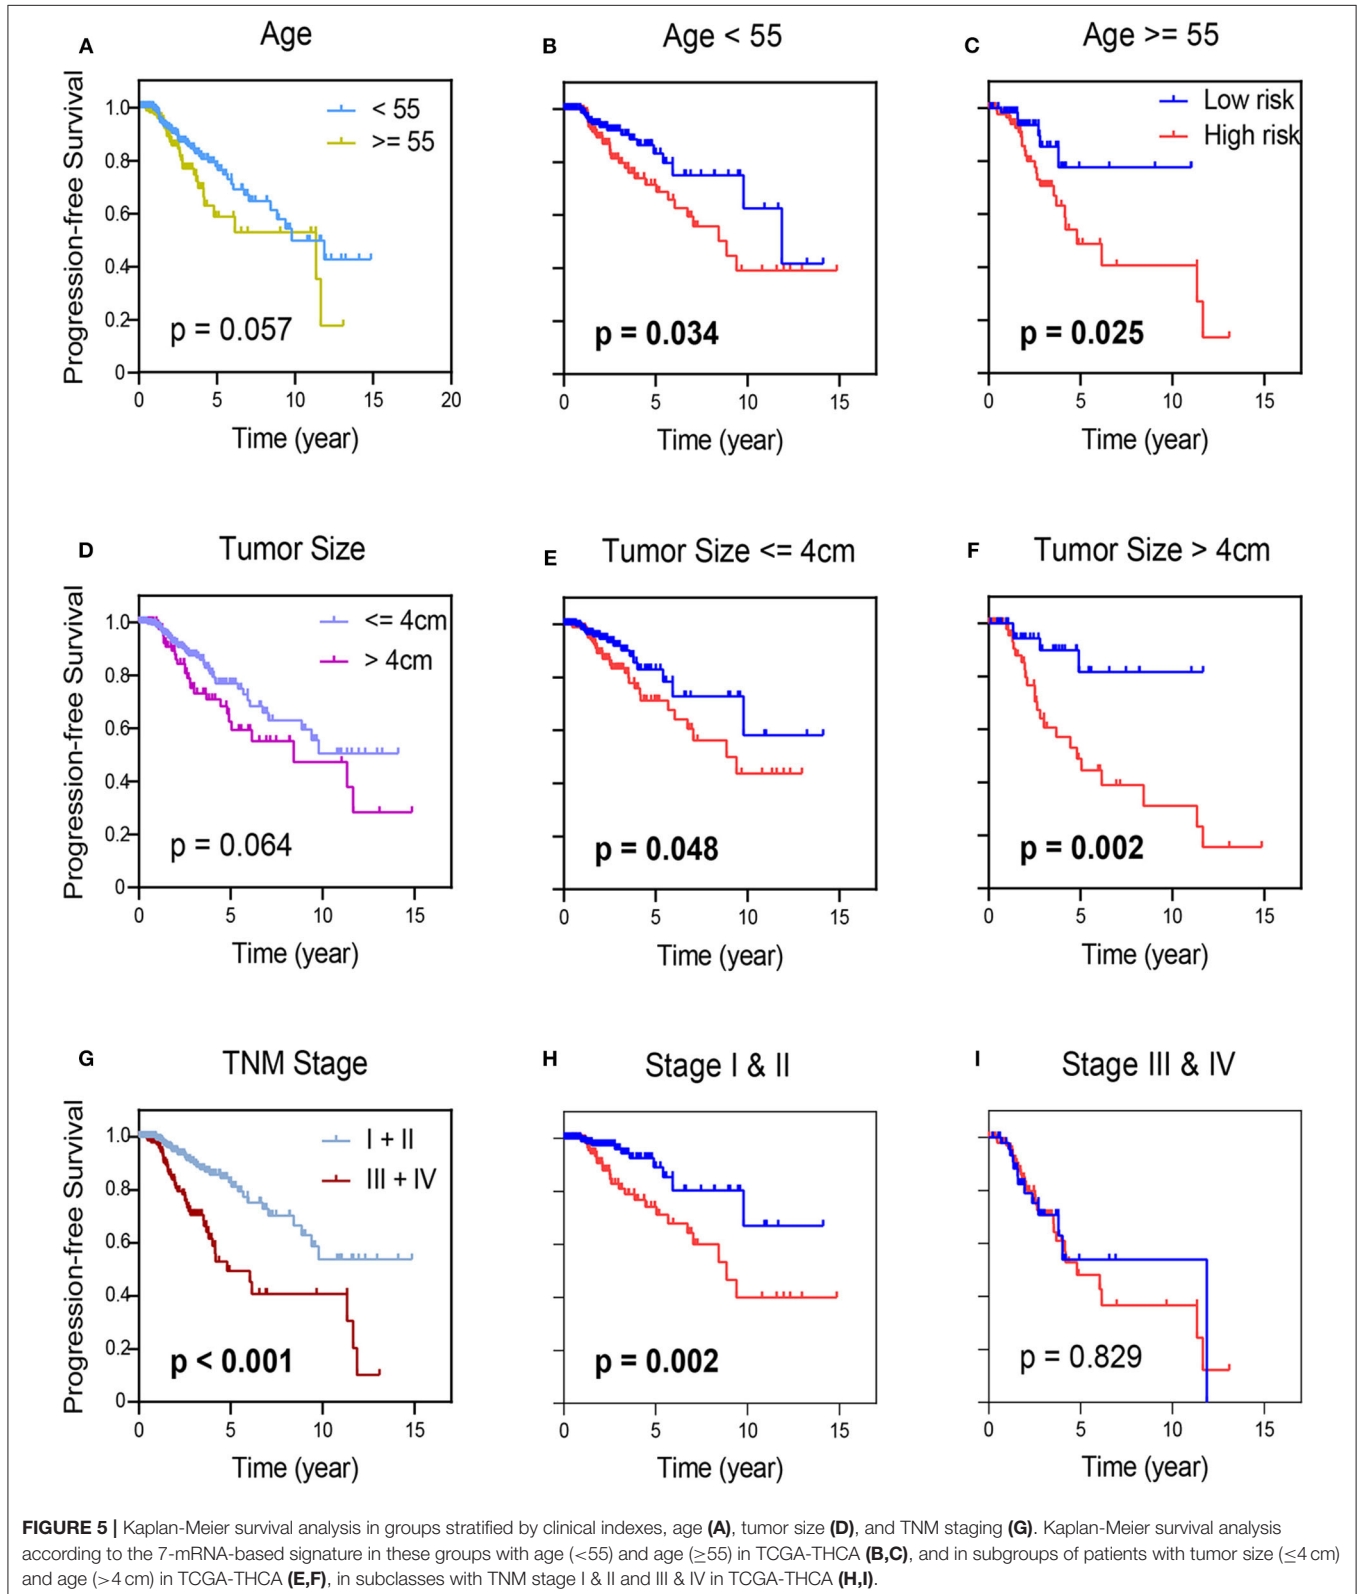 A
Age
Progression-free Survival
1.0
0.8
0.6
0.4
0.2
0
< 55
>= 55
p = 0.057
0 5 10 15 20
Time (year)
B
Age < 55
p = 0.034
0 5 10 15
Time (year)
C
Age >= 55
Low risk
High risk
p = 0.025
0 5 10 15
Time (year)
D
Tumor Size
Progression-free Survival
1.0
0.8
0.6
0.4
0.2
0
<= 4cm
> 4cm
p = 0.064
0 5 10 15
Time (year)
E
Tumor Size <= 4cm
p = 0.048
0 5 10 15
Time (year)
F
Tumor Size > 4cm
p = 0.002
0 5 10 15
Time (year)
G
TNM Stage
Progression-free Survival
1.0
0.8
0.6
0.4
0.2
0
I + II
III + IV
p < 0.001
0 5 10 15
Time (year)
H
Stage I & II
p = 0.002
0 5 10 15
Time (year)
I
Stage III & IV
p = 0.829
0 5 10 15
Time (year)
FIGURE 5 | Kaplan-Meier survival analysis in groups stratified by clinical indexes, age (A), tumor size (D), and TNM staging (G). Kaplan-Meier survival analysis
according to the 7-mRNA-based signature in these groups with age (<55) and age (≥55) in TCGA-THCA (B,C), and in subgroups of patients with tumor size (≤4 cm)
and age (>4 cm) in TCGA-THCA (E,F), in subclasses with TNM stage I & II and III & IV in TCGA-THCA (H,I).